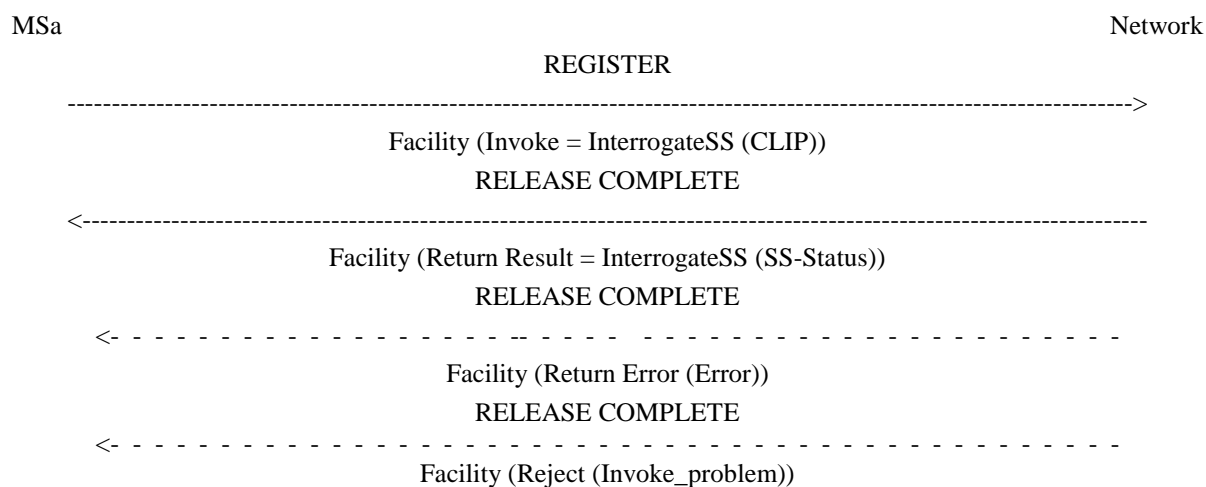 MSa Network
REGISTER
Facility (Invoke = InterrogateSS (CLIP))
RELEASE COMPLETE
Facility (Return Result = InterrogateSS (SS-Status))
RELEASE COMPLETE
Facility (Return Error (Error))
RELEASE COMPLETE
Facility (Reject (Invoke_problem))